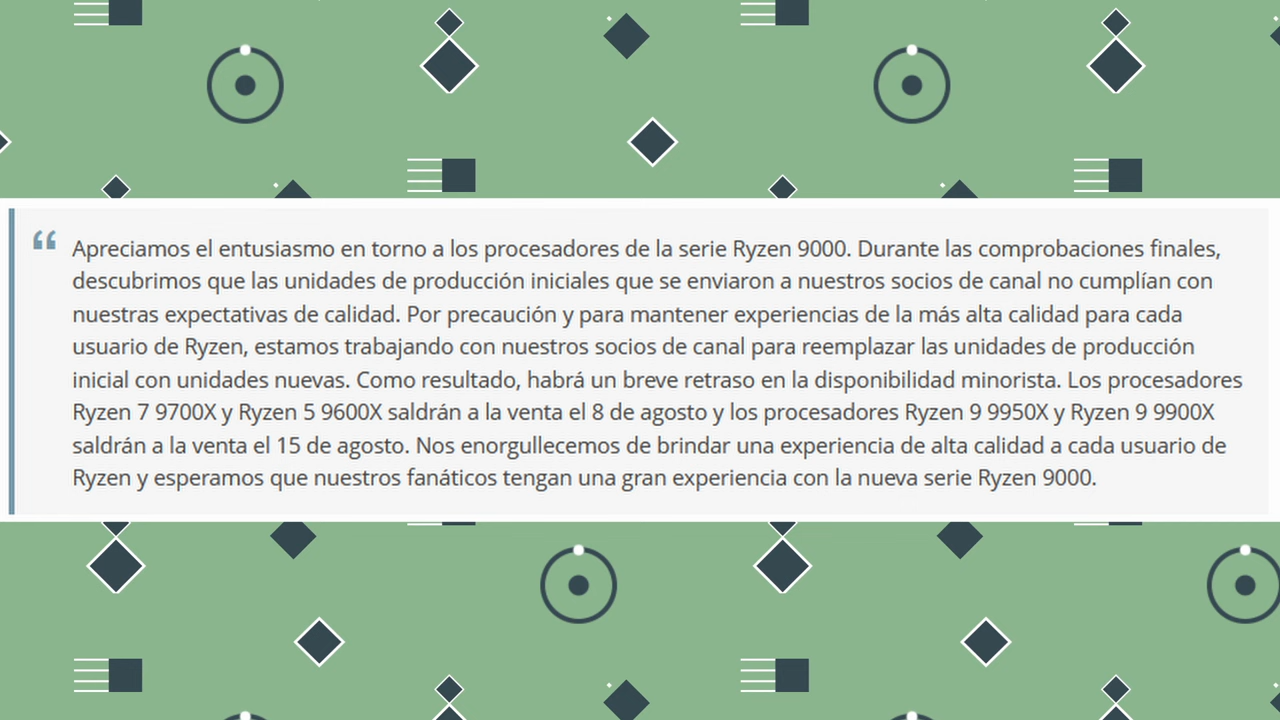 “ Apreciamos el entusiasmo en torno a los procesadores de la serie Ryzen 9000. Durante las comprobaciones finales,
descubrimos que las unidades de producción iniciales que se enviaron a nuestros socios de canal no cumplían con
nuestras expectativas de calidad. Por precaución y para mantener experiencias de la más alta calidad para cada
usuario de Ryzen, estamos trabajando con nuestros socios de canal para reemplazar las unidades de producción
inicial con unidades nuevas. Como resultado, habrá un breve retraso en la disponibilidad minorista. Los procesadores
Ryzen 7 9700X y Ryzen 5 9600X saldrán a la venta el 8 de agosto y los procesadores Ryzen 9 9950X y Ryzen 9 9900X
saldrán a la venta el 15 de agosto. Nos enorgullecemos de brindar una experiencia de alta calidad a cada usuario de
Ryzen y esperamos que nuestros fanáticos tengan una gran experiencia con la nueva serie Ryzen 9000.